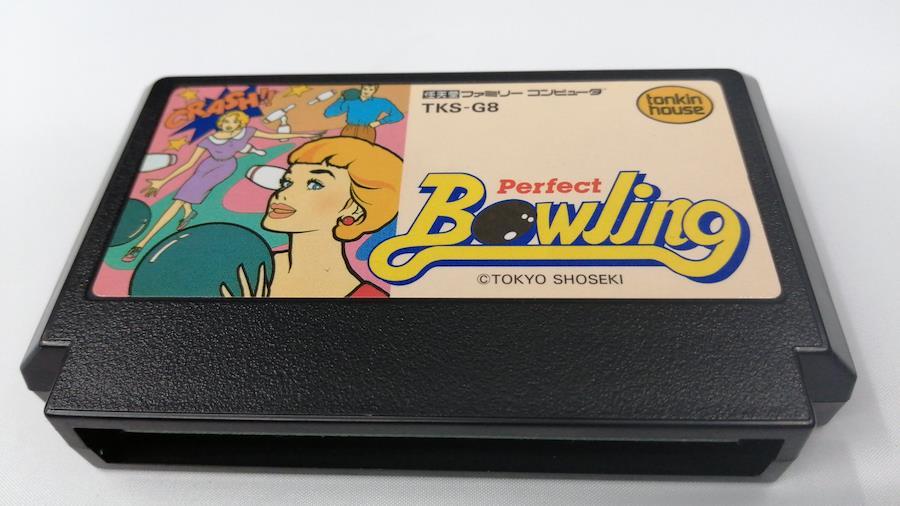 CRASH!!
任天堂ファミリー コンピュータ
TKS-G8
tonkin
house
Perfect
Bowling
©TOKYO SHOSEKI